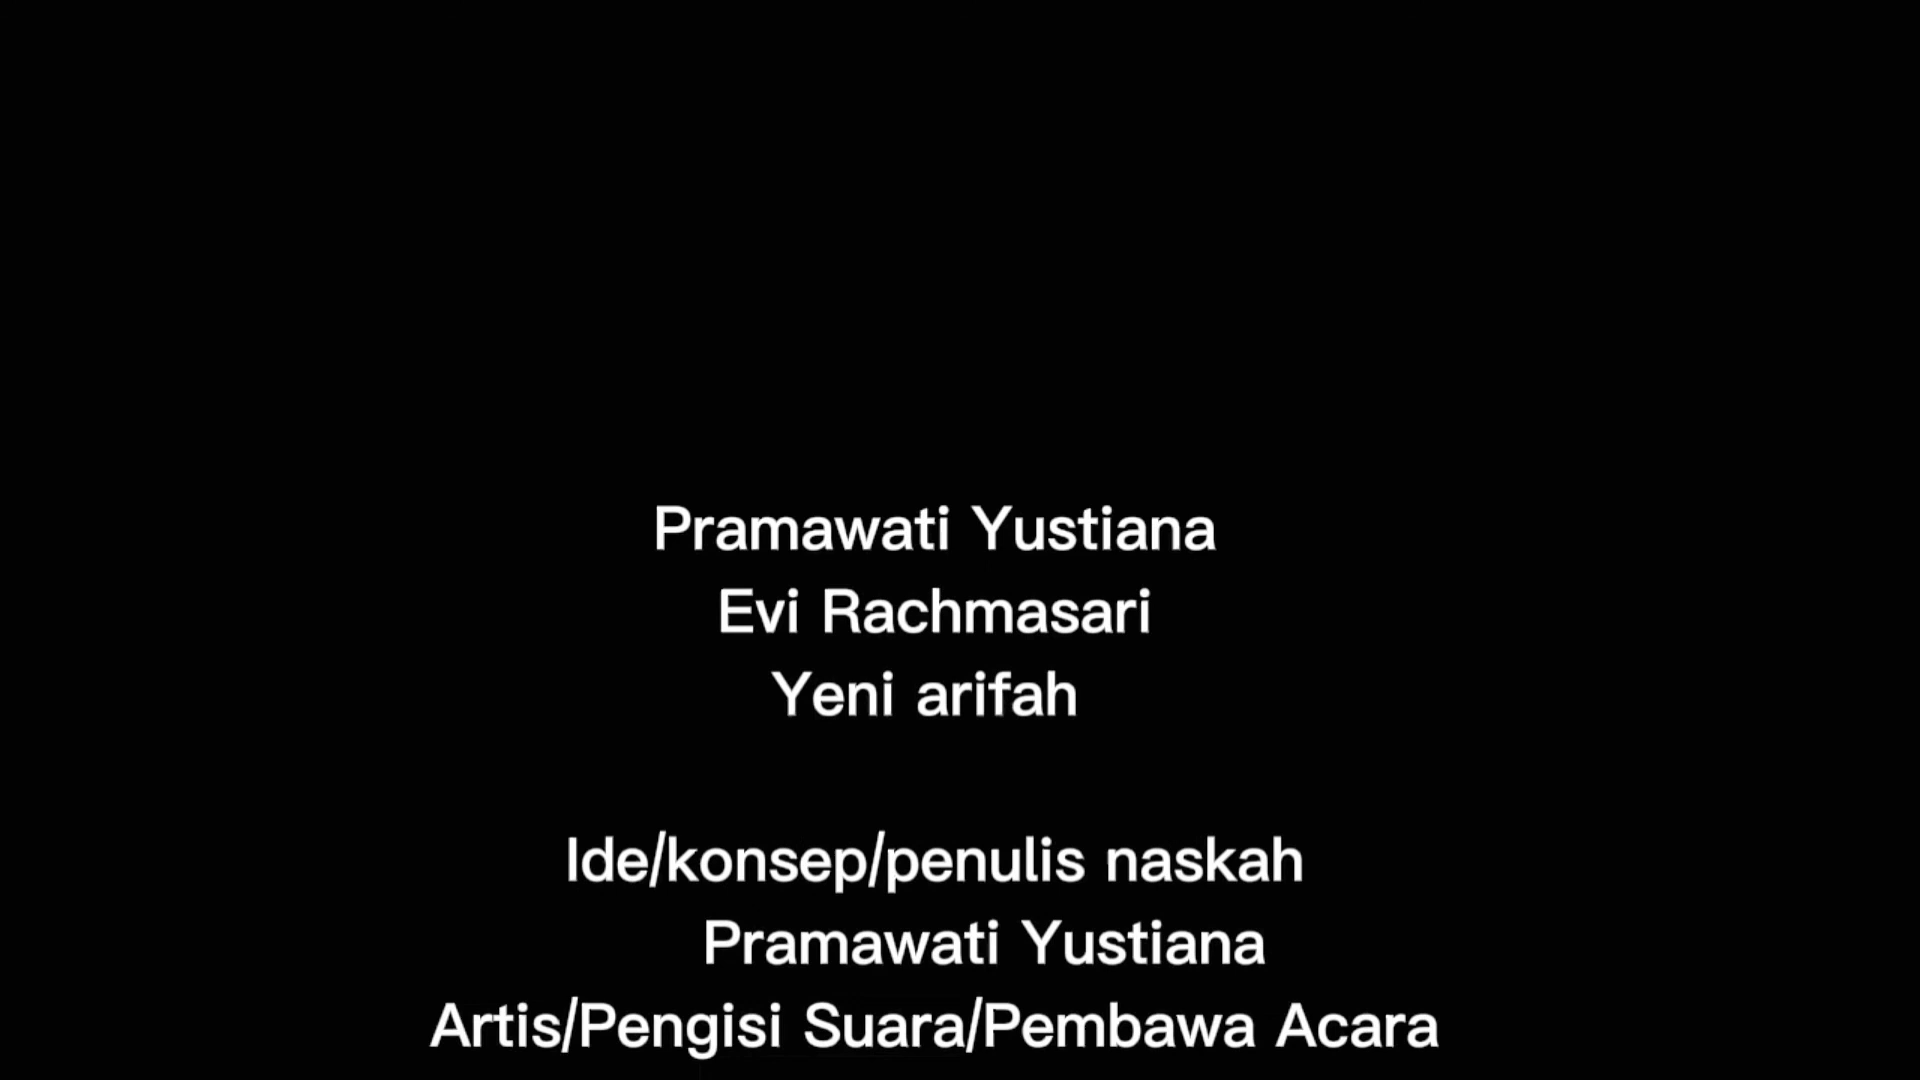 Pramawati Yustiana
Evi Rachmasari
Yeni arifah
Ide/konsep/penulis naskah
Pramawati Yustiana
Artis/Pengisi Suara/Pembawa Acara